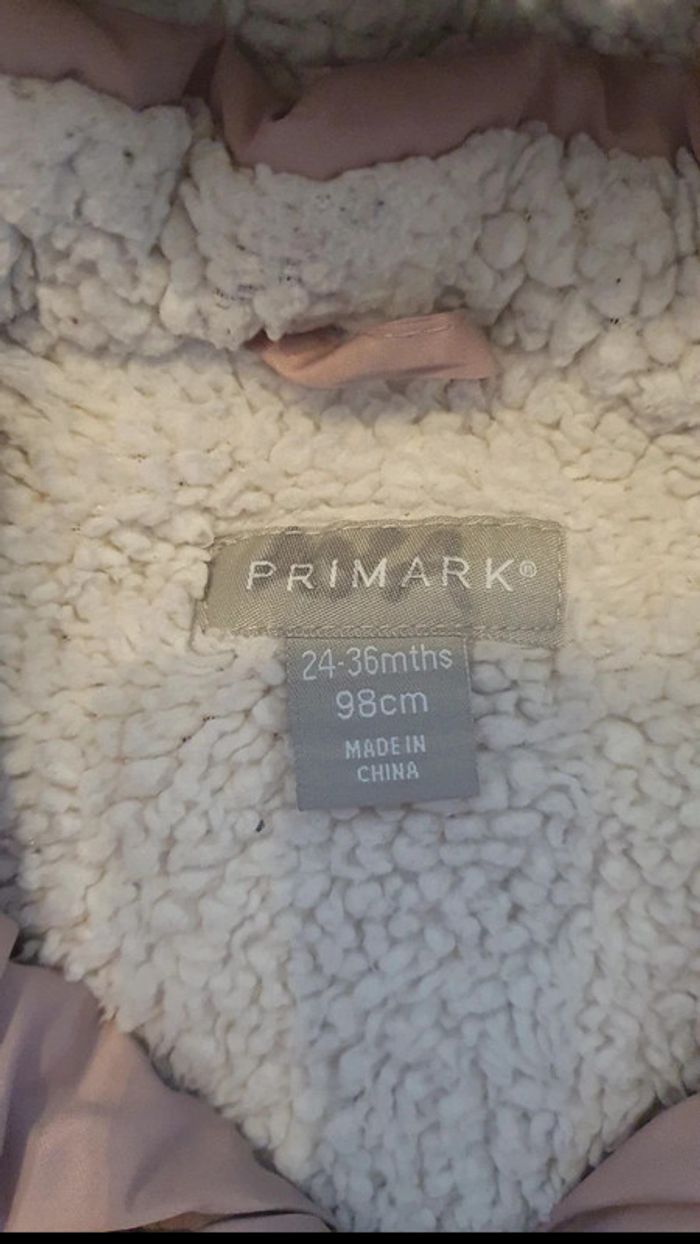 PRIMARK®
24-36mths
98cm
MADE IN
CHINA